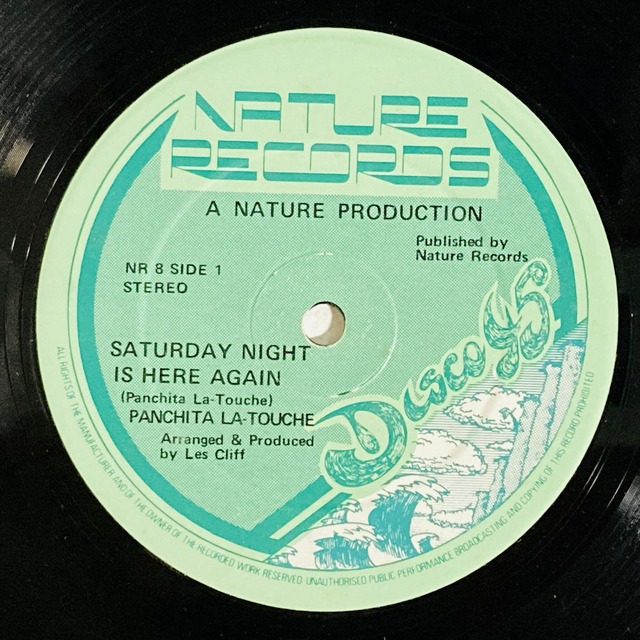 NATURE
RECORDS
A NATURE PRODUCTION
Published by
Nature Records
NR 8 SIDE 1
STEREO
SATURDAY NIGHT
IS HERE AGAIN
(Panchita La-Touche)
PANCHITA LA-TOUCHE
Arranged & Produced
by Les Cliff
Disco 45
ALL RIGHTS OF THE MANUFACTURER AND OF THE OWNER OF THE RECORDED WORK RESERVED UNAUTHORISED PUBLIC PERFORMANCE BROADCASTING AND COPYING OF THIS RECORD PROHIBITED